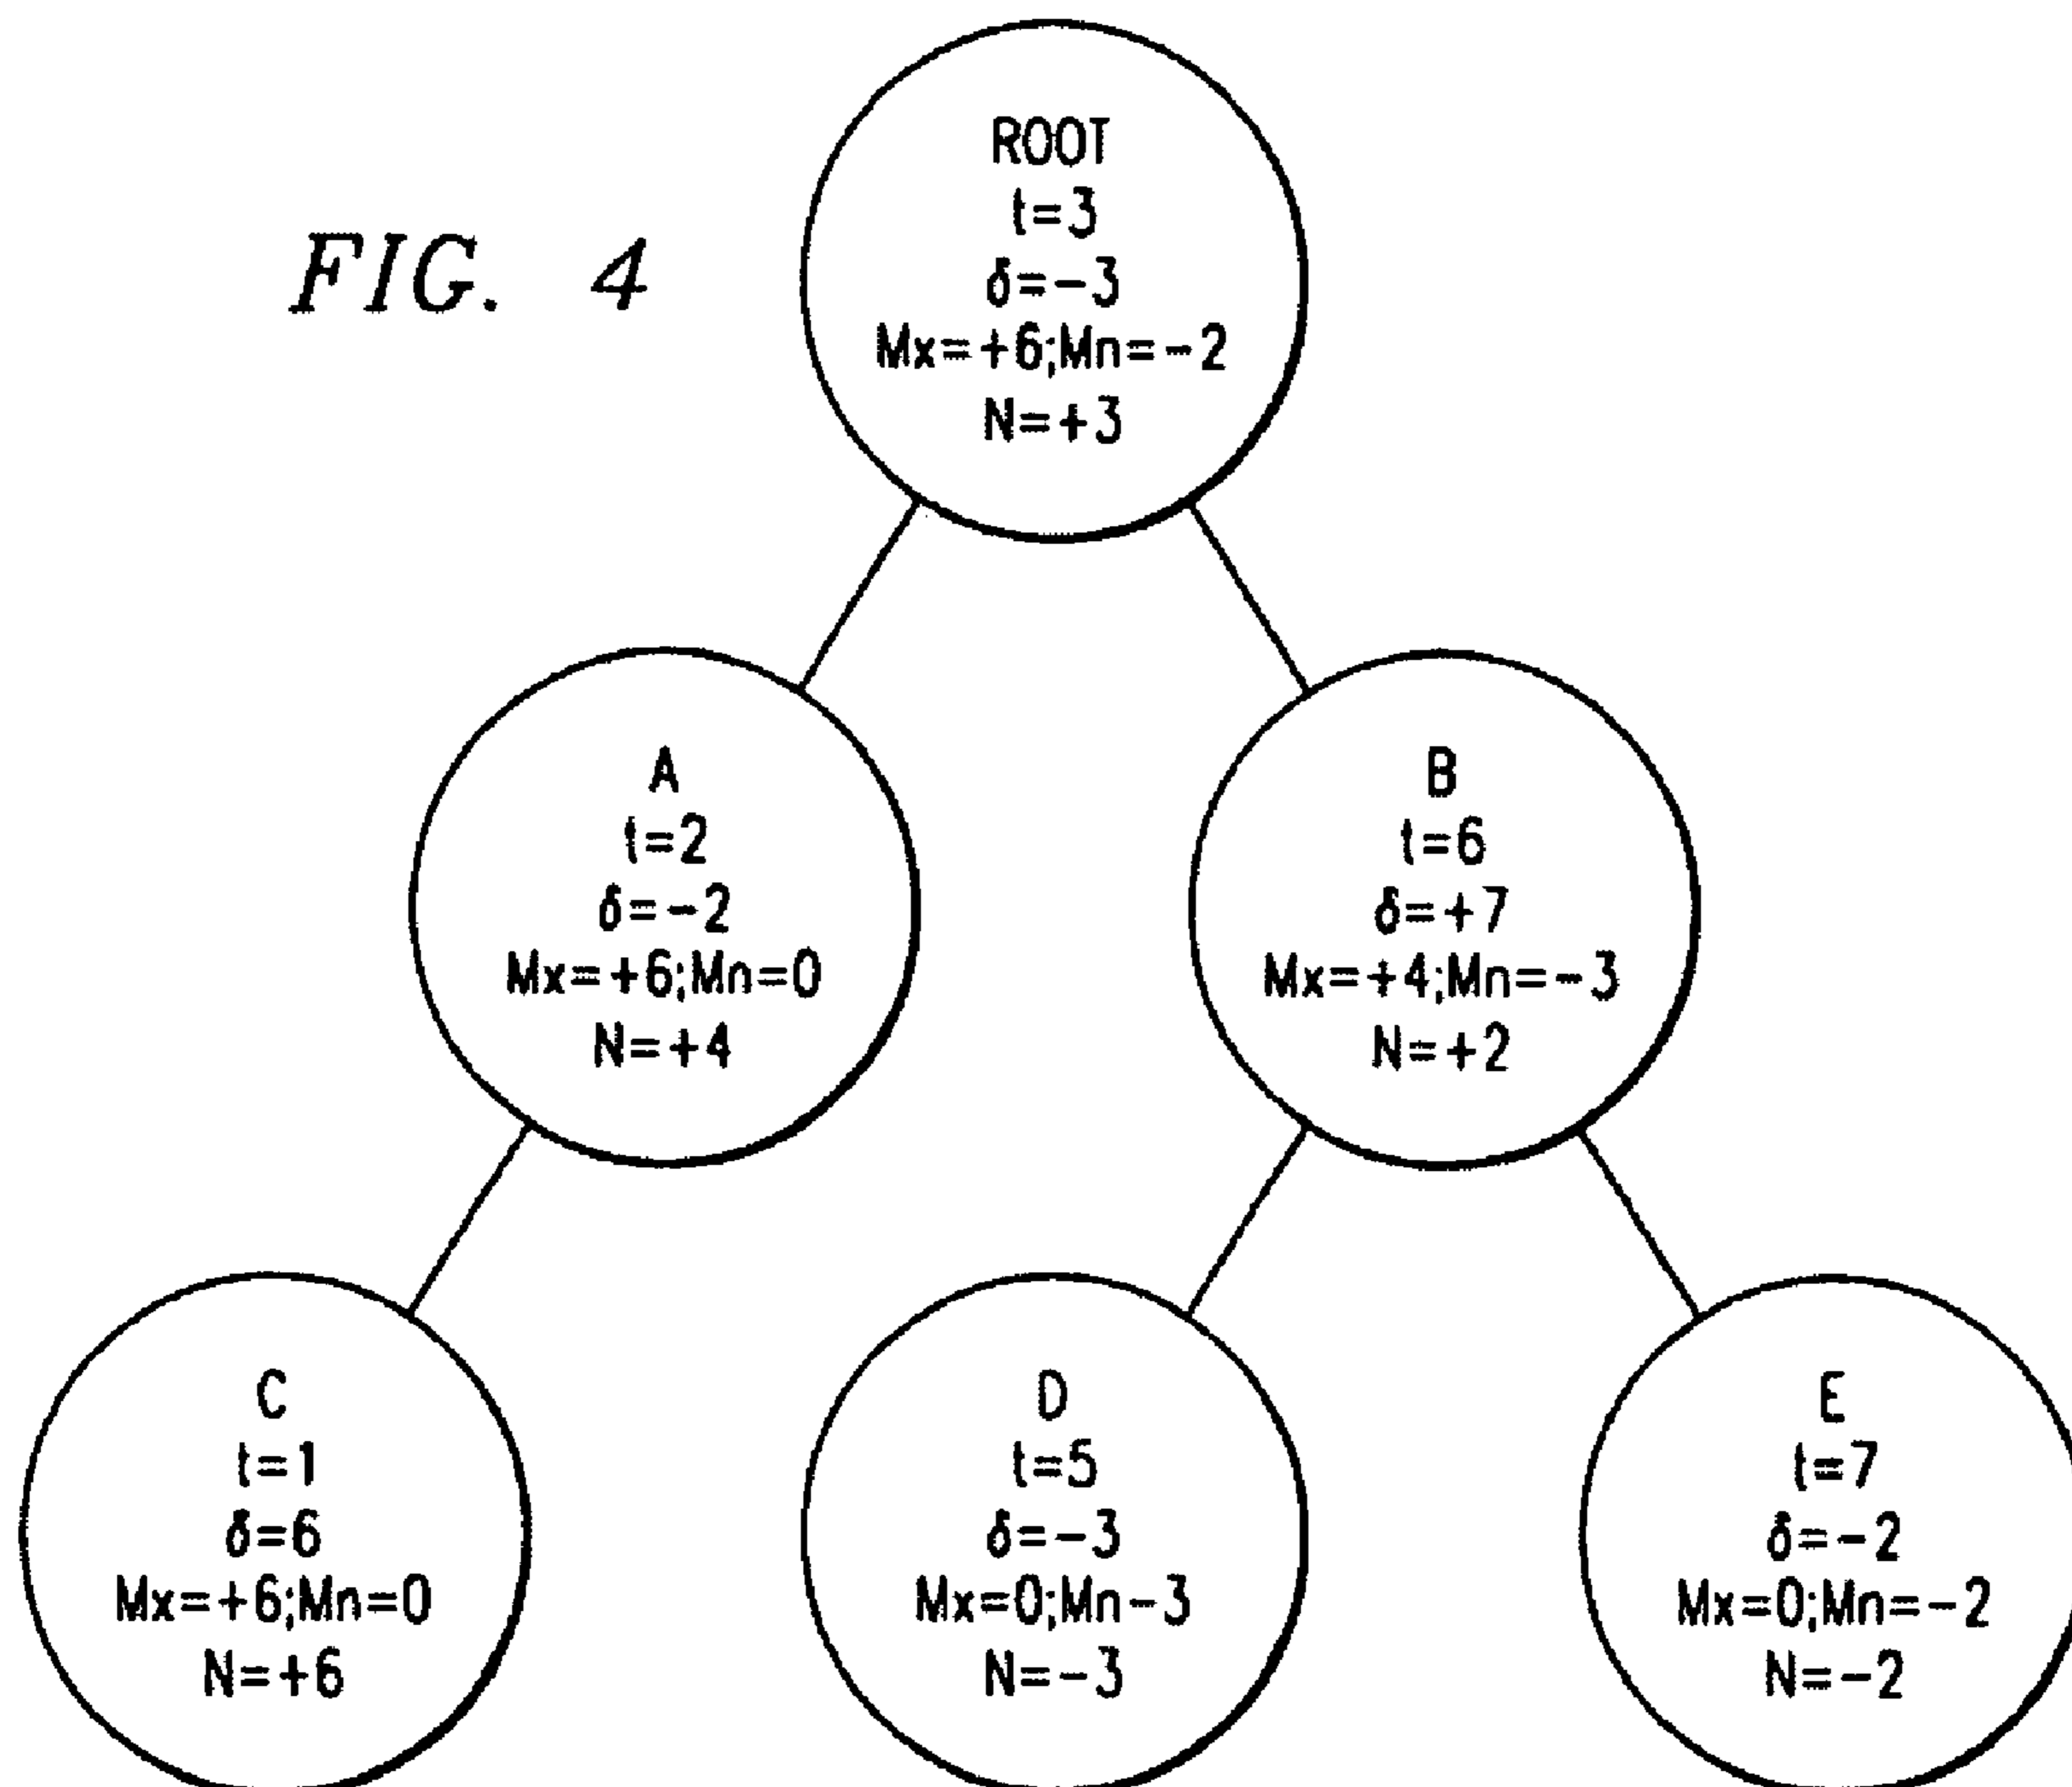 FIG. 4
ROOT
t=3
δ=-3
Mx=+6;Mn=-2
N=+3
A
t=2
δ=-2
Mx=+6;Mn=0
N=+4
B
t=6
δ=+7
Mx=+4;Mn=-3
N=+2
C
t=1
δ=6
Mx=+6;Mn=0
N=+6
D
t=5
δ=-3
Mx=0;Mn-3
N=-3
E
t=7
δ=-2
Mx=0;Mn=-2
N=-2